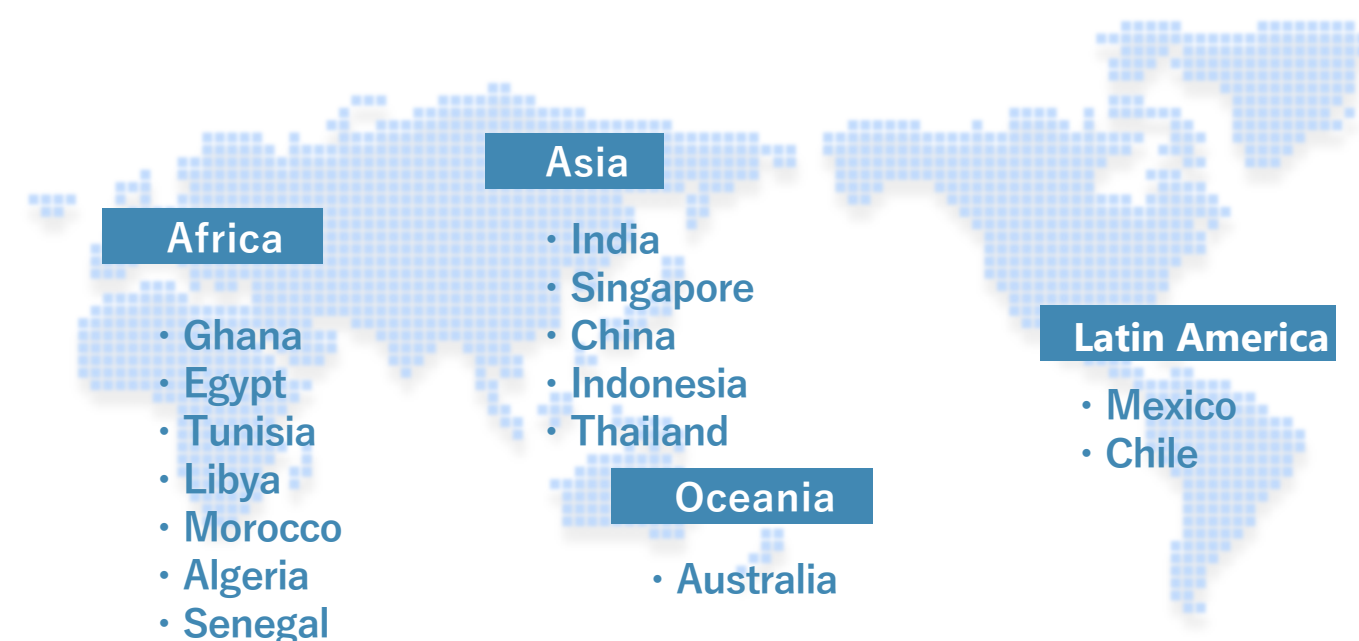 Asia
・India
・Singapore
・China
・Indonesia
・Thailand
Africa
・Ghana
・Egypt
・Tunisia
・Libya
・Morocco
・Algeria
・Senegal
Latin America
・Mexico
・Chile
Oceania
・Australia